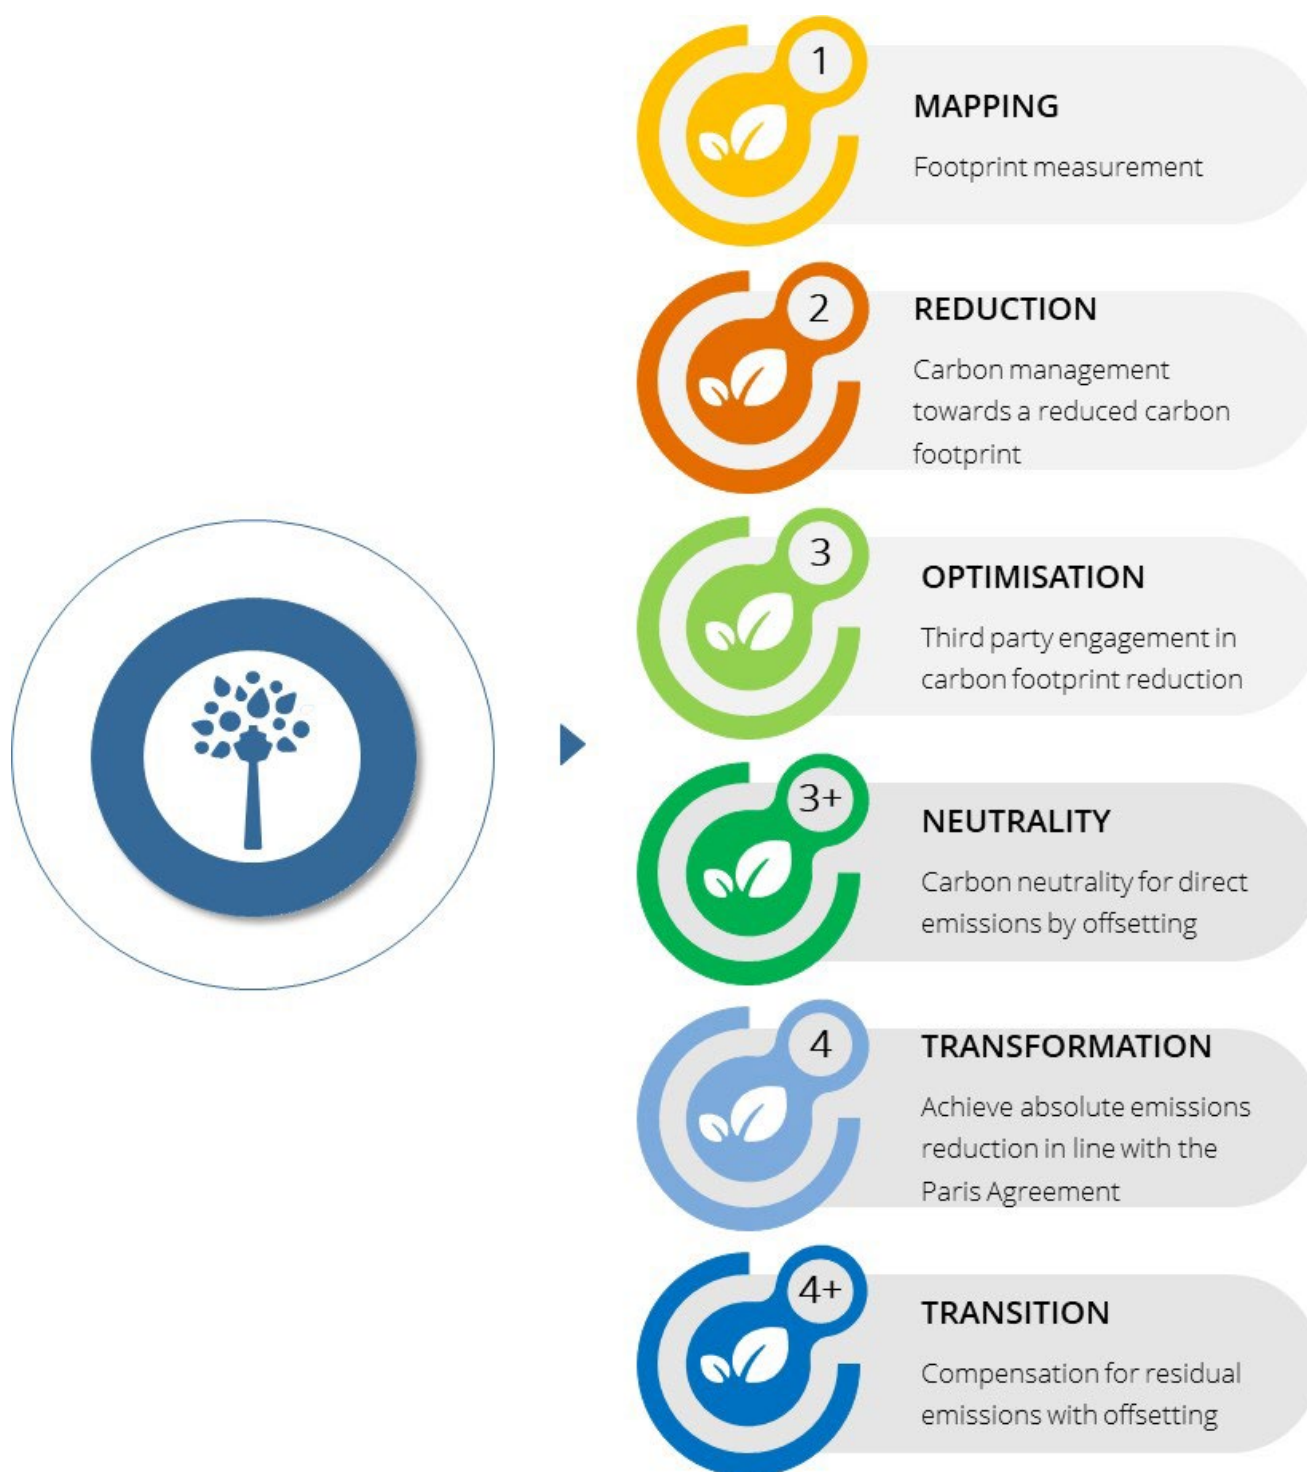 1
MAPPING
Footprint measurement
2
REDUCTION
Carbon management
towards a reduced carbon
footprint
3
OPTIMISATION
Third party engagement in
carbon footprint reduction
3+
NEUTRALITY
Carbon neutrality for direct
emissions by offsetting
4
TRANSFORMATION
Achieve absolute emissions
reduction in line with the
Paris Agreement
4+
TRANSITION
Compensation for residual
emissions with offsetting